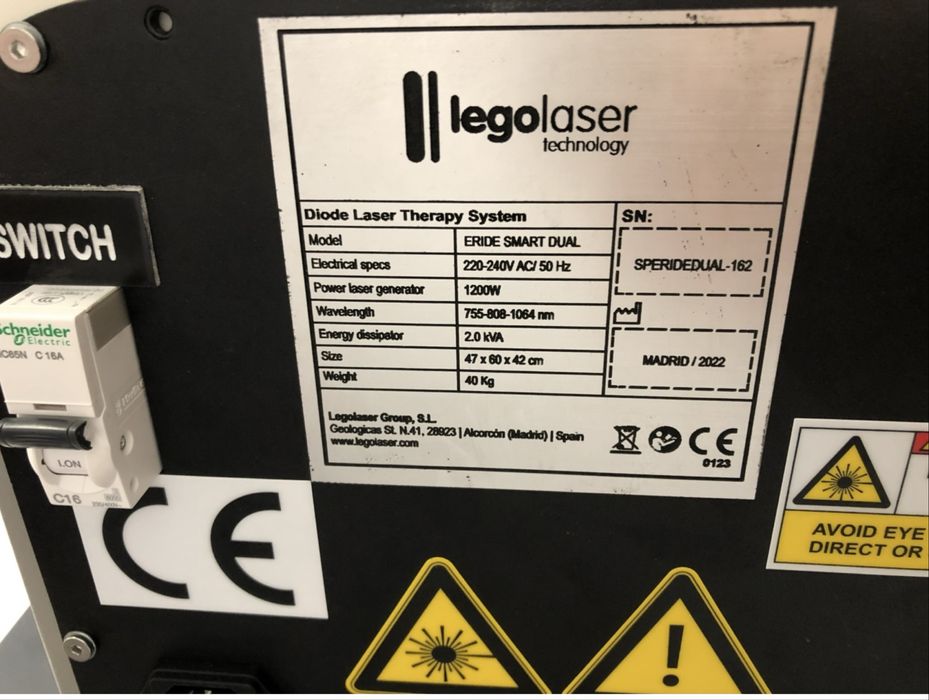 legolaser
technology
Diode Laser Therapy System
SN:
Model ERIDE SMART DUAL
Electrical specs 220-240V AC/ 50 Hz
SPERIDEDUAL-162
Power laser generator 1200W
Wavelength 755-808-1064 nm
Energy dissipator 2.0 kVA
Size 47 x 60 x 42 cm
Weight 40 Kg
MADRID / 2022
Legolaser Group, S.L.
Geologicas St. N.41, 28923 | Alcorcón (Madrid) | Spain
www.legolaser.com
CE
0123
SWITCH
Schneider
Electric
C 16A
I.ON
C16
CE
AVOID EYE
DIRECT OR
!